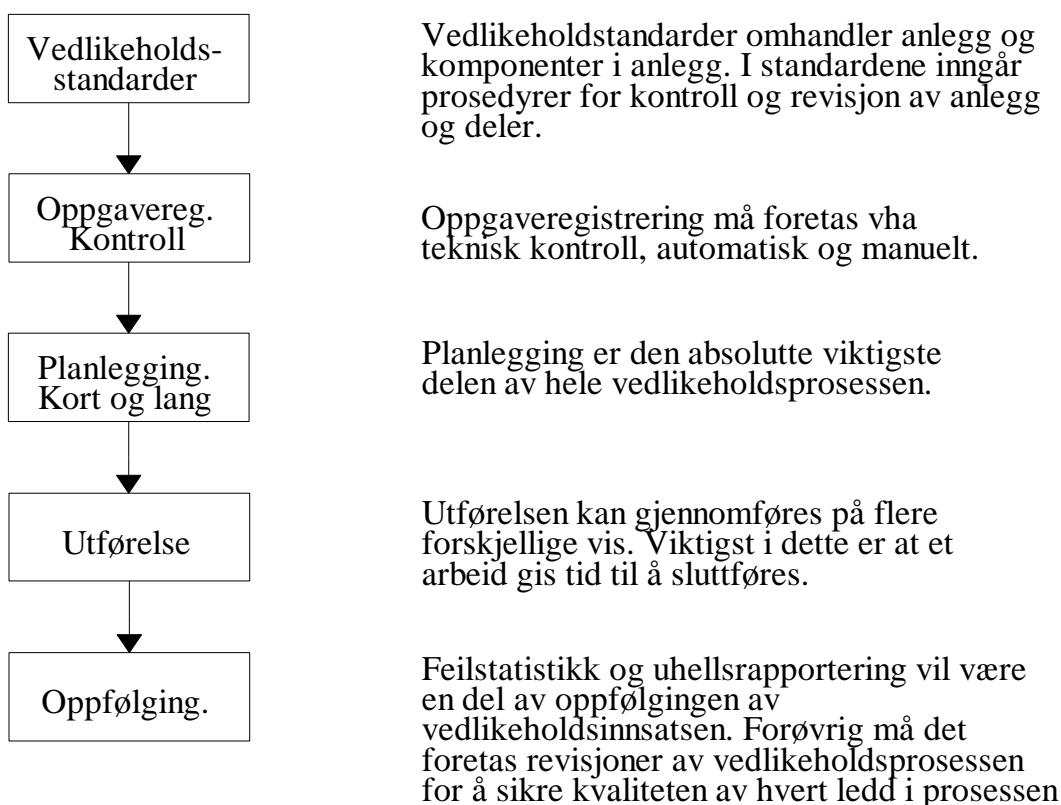 Vedlikeholds-
standarder
Vedlikeholdstandarder omhandler anlegg og
komponenter i anlegg. I standardene inngår
prosedyrer for kontroll og revisjon av anlegg
og deler.
Oppgavereg.
Kontroll
Oppgaveregistrering må foretas vha
teknisk kontroll, automatisk og manuelt.
Planlegging.
Kort og lang
Planlegging er den absolutte viktigste
delen av hele vedlikeholdsprosessen.
Utførelse
Utførelsen kan gjennomføres på flere
forskjellige vis. Viktigst i dette er at et
arbeid gis tid til å sluttføres.
Oppfølging.
Feilstatistikk og uhellsrapportering vil være
en del av oppfølgingen av
vedlikeholdsinnsatsen. Forøvrig må det
foretas revisjoner av vedlikeholdsprosessen
for å sikre kvaliteten av hvert ledd i prosessen